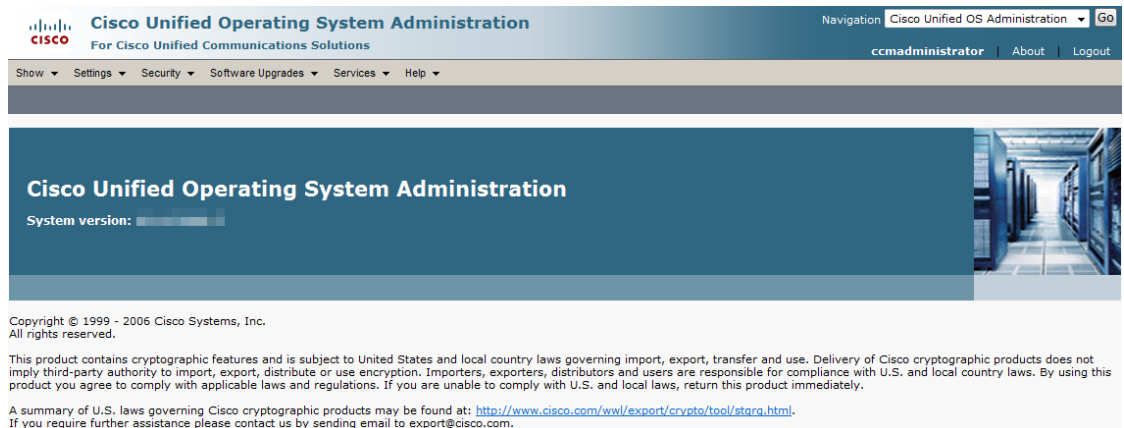 Cisco Unified Operating System Administration
For Cisco Unified Communications Solutions
CISCO
Navigation Cisco Unified OS Administration Go
ccmadministrator | About | Logout
Show Settings Security Software Upgrades Services Help
Cisco Unified Operating System Administration
System version:
Copyright © 1999 - 2006 Cisco Systems, Inc.
All rights reserved.
This product contains cryptographic features and is subject to United States and local country laws governing import, export, transfer and use. Delivery of Cisco cryptographic products does not
imply third-party authority to import, export, distribute or use encryption. Importers, exporters, distributors and users are responsible for compliance with U.S. and local country laws. By using this
product you agree to comply with applicable laws and regulations. If you are unable to comply with U.S. and local laws, return this product immediately.
A summary of U.S. laws governing Cisco cryptographic products may be found at: http://www.cisco.com/wwl/export/crypto/tool/stqrg.html.
If you require further assistance please contact us by sending email to export@cisco.com.